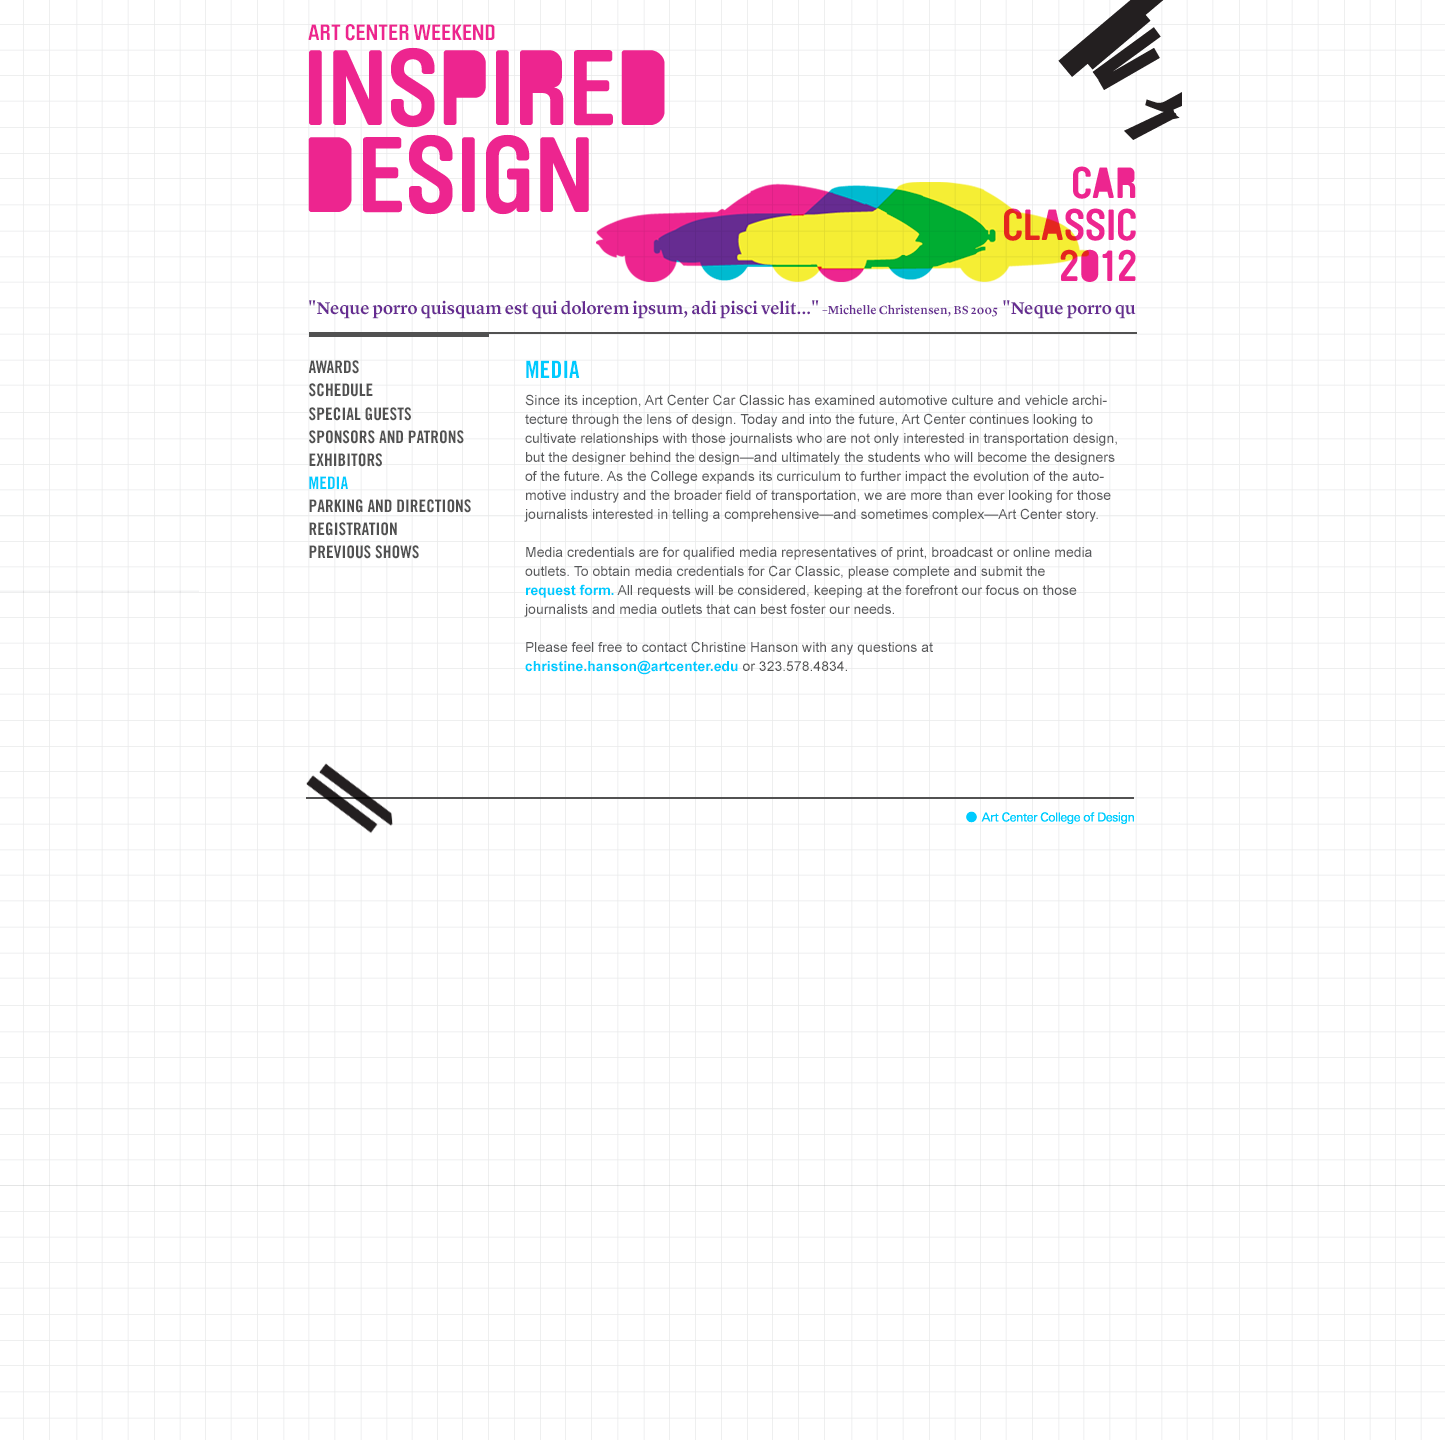 ART CENTER WEEKEND
INSPIRED
DESIGN
CAR
CLASSIC
2012
"Neque porro quisquam est qui dolorem ipsum, adi pisci velit..." –Michelle Christensen, BS 2005 "Neque porro qu
AWARDS
SCHEDULE
SPECIAL GUESTS
SPONSORS AND PATRONS
EXHIBITORS
MEDIA
PARKING AND DIRECTIONS
REGISTRATION
PREVIOUS SHOWS
MEDIA
Since its inception, Art Center Car Classic has examined automotive culture and vehicle archi-
tecture through the lens of design. Today and into the future, Art Center continues looking to
cultivate relationships with those journalists who are not only interested in transportation design,
but the designer behind the design—and ultimately the students who will become the designers
of the future. As the College expands its curriculum to further impact the evolution of the auto-
motive industry and the broader field of transportation, we are more than ever looking for those
journalists interested in telling a comprehensive—and sometimes complex—Art Center story.
Media credentials are for qualified media representatives of print, broadcast or online media
outlets. To obtain media credentials for Car Classic, please complete and submit the
request form. All requests will be considered, keeping at the forefront our focus on those
journalists and media outlets that can best foster our needs.
Please feel free to contact Christine Hanson with any questions at
christine.hanson@artcenter.edu or 323.578.4834.
Art Center College of Design